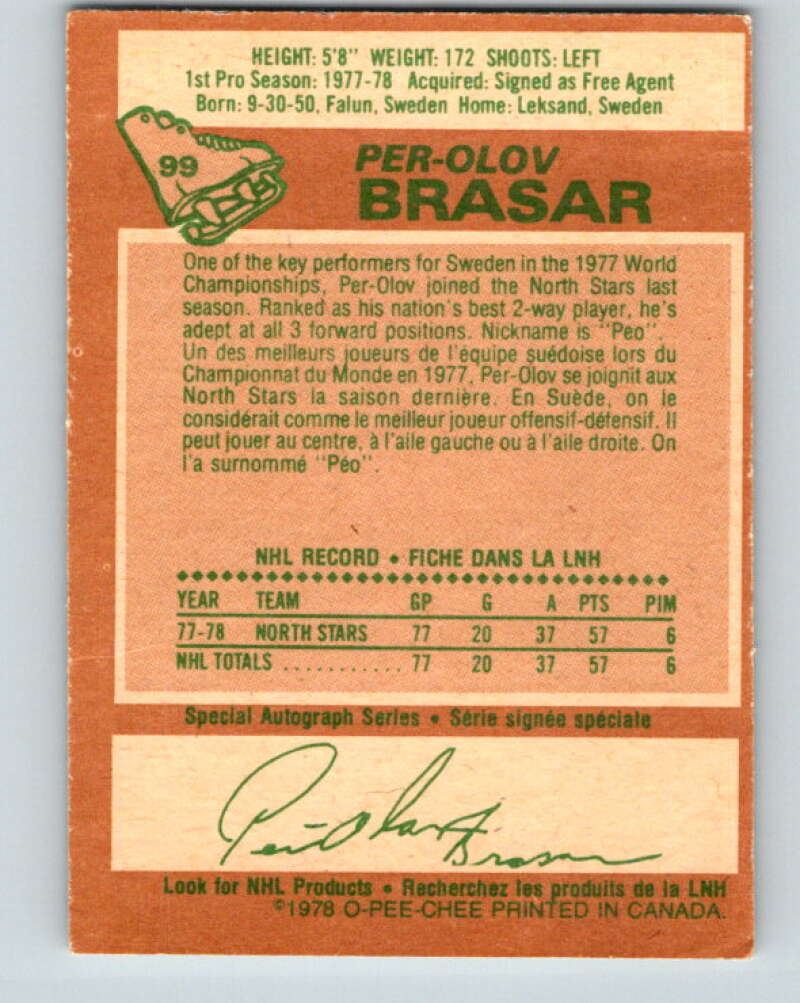 HEIGHT: 5'8" WEIGHT: 172 SHOOTS: LEFT
1st Pro Season: 1977-78 Acquired: Signed as Free Agent
Born: 9-30-50, Falun, Sweden Home: Leksand, Sweden
99
PER-OLOV
BRASAR
One of the key performers for Sweden in the 1977 World
Championships, Per-Olov joined the North Stars last
season. Ranked as his nation's best 2-way player, he's
adept at all 3 forward positions. Nickname is "Peo".
Un des meilleurs joueurs de l'équipe suédoise lors du
Championnat du Monde en 1977, Per-Olov se joignit aux
North Stars la saison dernière. En Suède, on le
considérait comme le meilleur joueur offensif-défensif. Il
peut jouer au centre, à l'aile gauche ou à l'aile droite. On
l'a surnommé "Péo".
NHL RECORD • FICHE DANS LA LNH
YEAR TEAM GP G A PTS PIM
77-78 NORTH STARS 77 20 37 57 6
NHL TOTALS ........... 77 20 37 57 6
Special Autograph Series • Série signée spéciale
Per-Olov Brasar
Look for NHL Products • Recherchez les produits de la LNH
©1978 O-PEE-CHEE PRINTED IN CANADA.